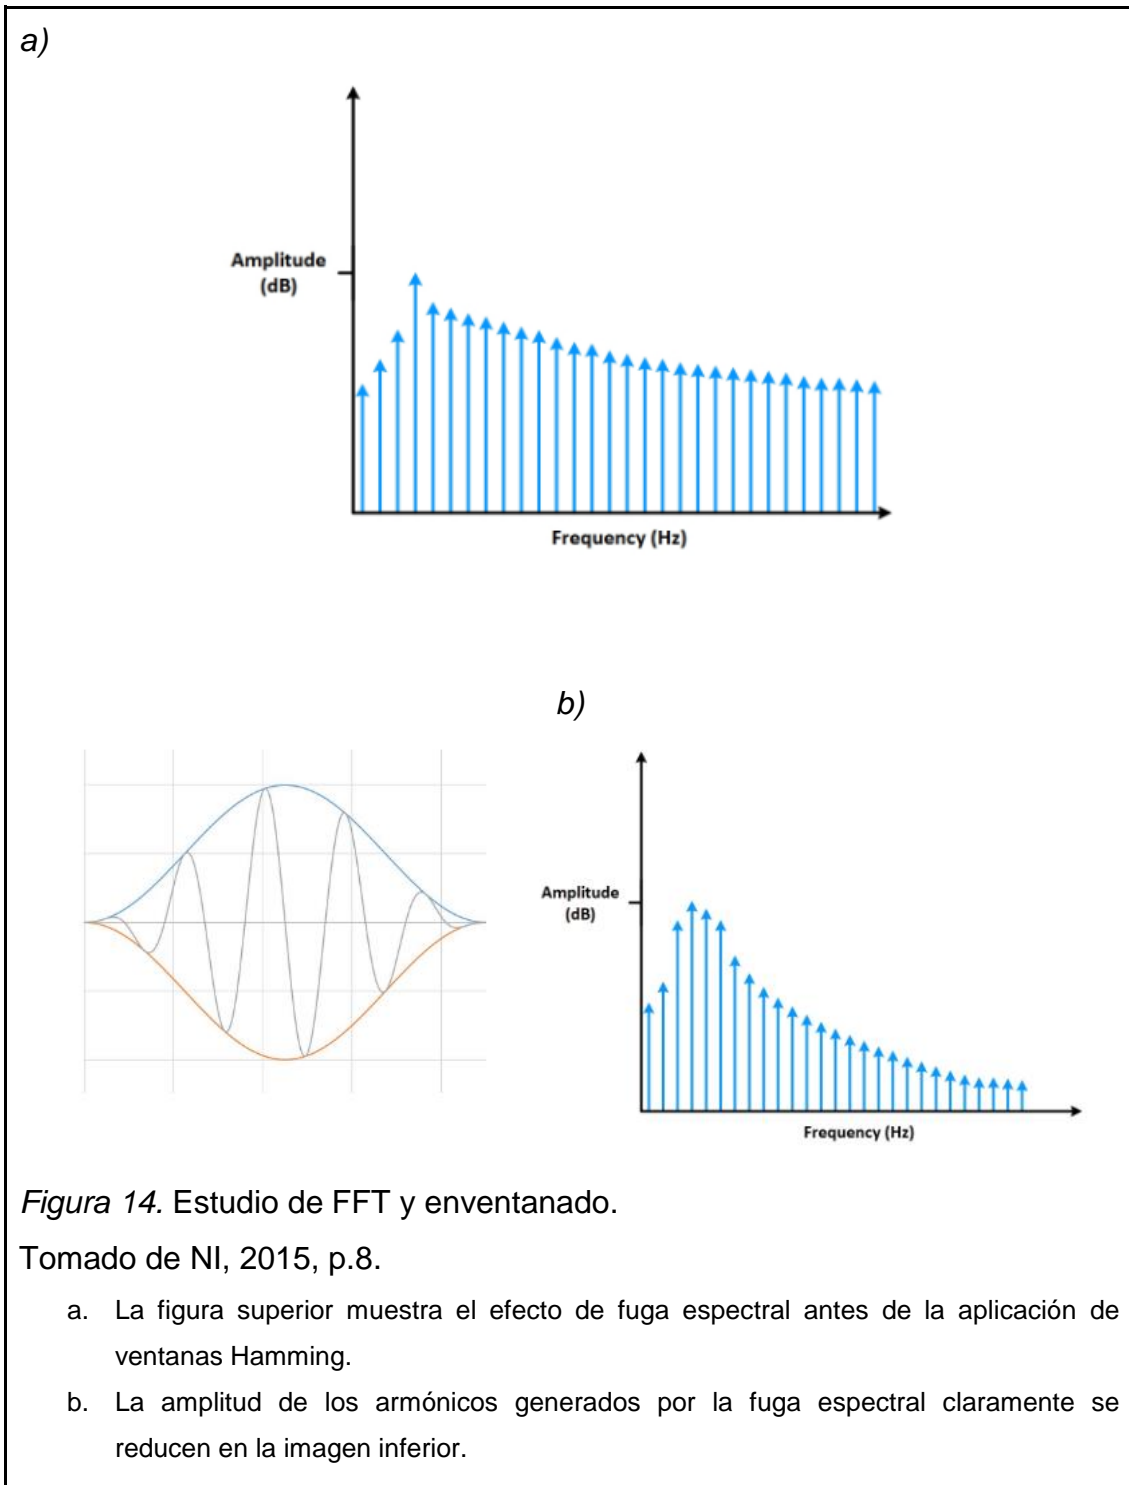 a)
Amplitude
(dB)
Frequency (Hz)
b)
Amplitude
(dB)
Frequency (Hz)
Figura 14. Estudio de FFT y enventanado.
Tomado de NI, 2015, p.8.
a. La figura superior muestra el efecto de fuga espectral antes de la aplicación de
ventanas Hamming.
b. La amplitud de los armónicos generados por la fuga espectral claramente se
reducen en la imagen inferior.